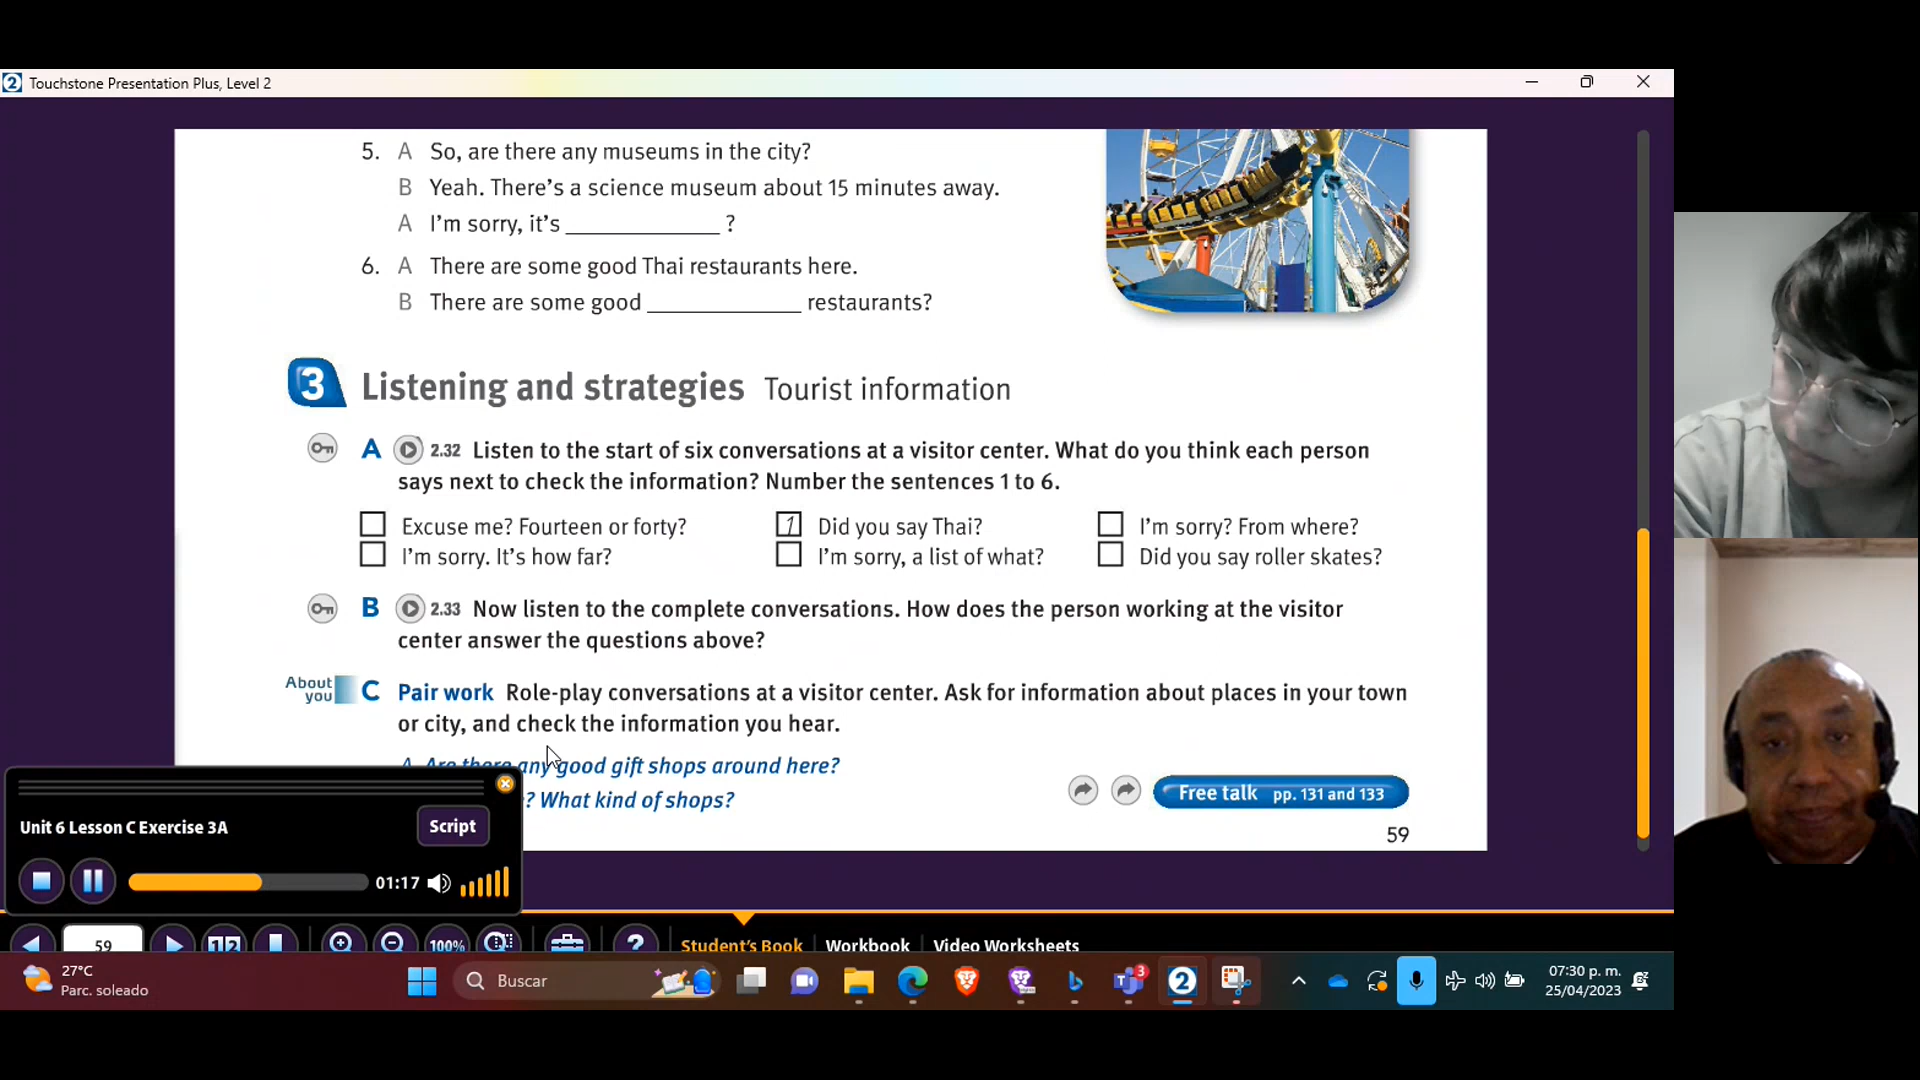 Touchstone Presentation Plus, Level 2
5. A So, are there any museums in the city?
B Yeah. There's a science museum about 15 minutes away.
A I'm sorry, it's ____________ ?
6. A There are some good Thai restaurants here.
B There are some good ____________ restaurants?
3 Listening and strategies Tourist information
A 2.32 Listen to the start of six conversations at a visitor center. What do you think each person
says next to check the information? Number the sentences 1 to 6.
Excuse me? Fourteen or forty? 1 Did you say Thai? I'm sorry? From where?
I'm sorry. It's how far? I'm sorry, a list of what? Did you say roller skates?
B 2.33 Now listen to the complete conversations. How does the person working at the visitor
center answer the questions above?
About you C Pair work Role-play conversations at a visitor center. Ask for information about places in your town
or city, and check the information you hear.
A Are there any good gift shops around here?
? What kind of shops?
Free talk pp. 131 and 133
59
Unit 6 Lesson C Exercise 3A Script
01:17
59 12 100% ? Student's Book Workbook Video Worksheets
27°C
Parc. soleado
Buscar
3
2
07:30 p. m.
25/04/2023